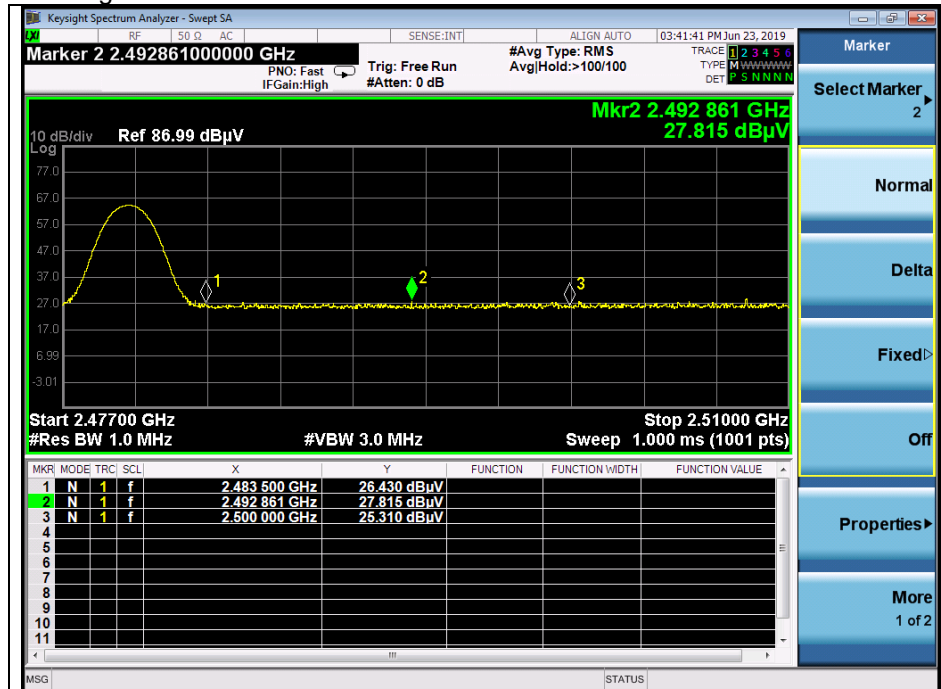 Keysight Spectrum Analyzer - Swept SA
LXI RF 50 Ω AC SENSE:INT ALIGN AUTO 03:41:41 PM Jun 23, 2019
Marker 2 2.492861000000 GHz
PNO: Fast
IFGain:High
Trig: Free Run
#Atten: 0 dB
#Avg Type: RMS
Avg|Hold:>100/100
TRACE 1 2 3 4 5 6
TYPE M W W W W W
DET P S N N N N
Mkr2 2.492 861 GHz
27.815 dBµV
10 dB/div Ref 86.99 dBµV
Log
77.0
67.0
57.0
47.0
37.0
27.0
17.0
6.99
-3.01
1
2
3
Start 2.47700 GHz Stop 2.51000 GHz
#Res BW 1.0 MHz #VBW 3.0 MHz Sweep 1.000 ms (1001 pts)
MKR MODE TRC SCL X Y FUNCTION FUNCTION WIDTH FUNCTION VALUE
1 N 1 f 2.483 500 GHz 26.430 dBµV
2 N 1 f 2.492 861 GHz 27.815 dBµV
3 N 1 f 2.500 000 GHz 25.310 dBµV
4
5
6
7
8
9
10
11
MSG STATUS
Marker
Select Marker
2
Normal
Delta
Fixed
Off
Properties
More
1 of 2